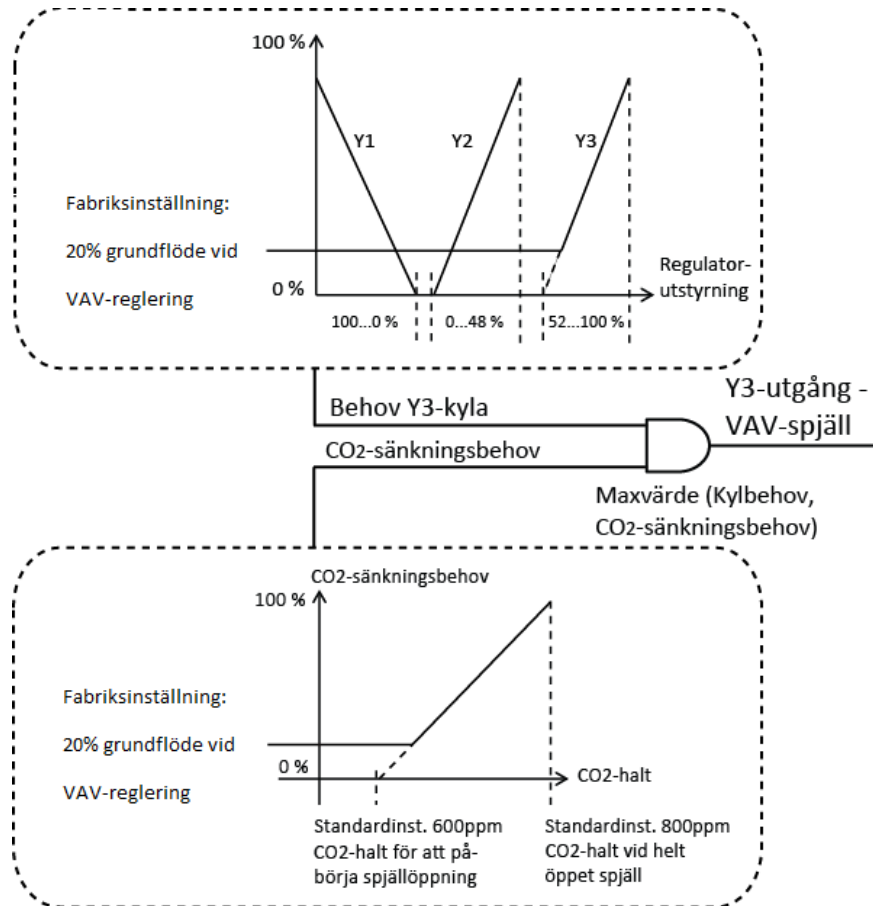 100 %
Y1
Y2
Y3
Fabriksinställning:
20% grundflöde vid
VAV-reglering
0 %
Regulator-
utstyrning
100...0 %
0...48 %
52...100 %
Behov Y3-kyla
CO2-sänkningsbehov
Y3-utgång -
VAV-spjäll
Maxvärde (Kylbehov,
CO2-sänkningsbehov)
CO2-sänkningsbehov
100 %
Fabriksinställning:
20% grundflöde vid
VAV-reglering
0 %
CO2-halt
Standardinst. 600ppm
CO2-halt för att på-
börja spjällöppning
Standardinst. 800ppm
CO2-halt vid helt
öppet spjäll